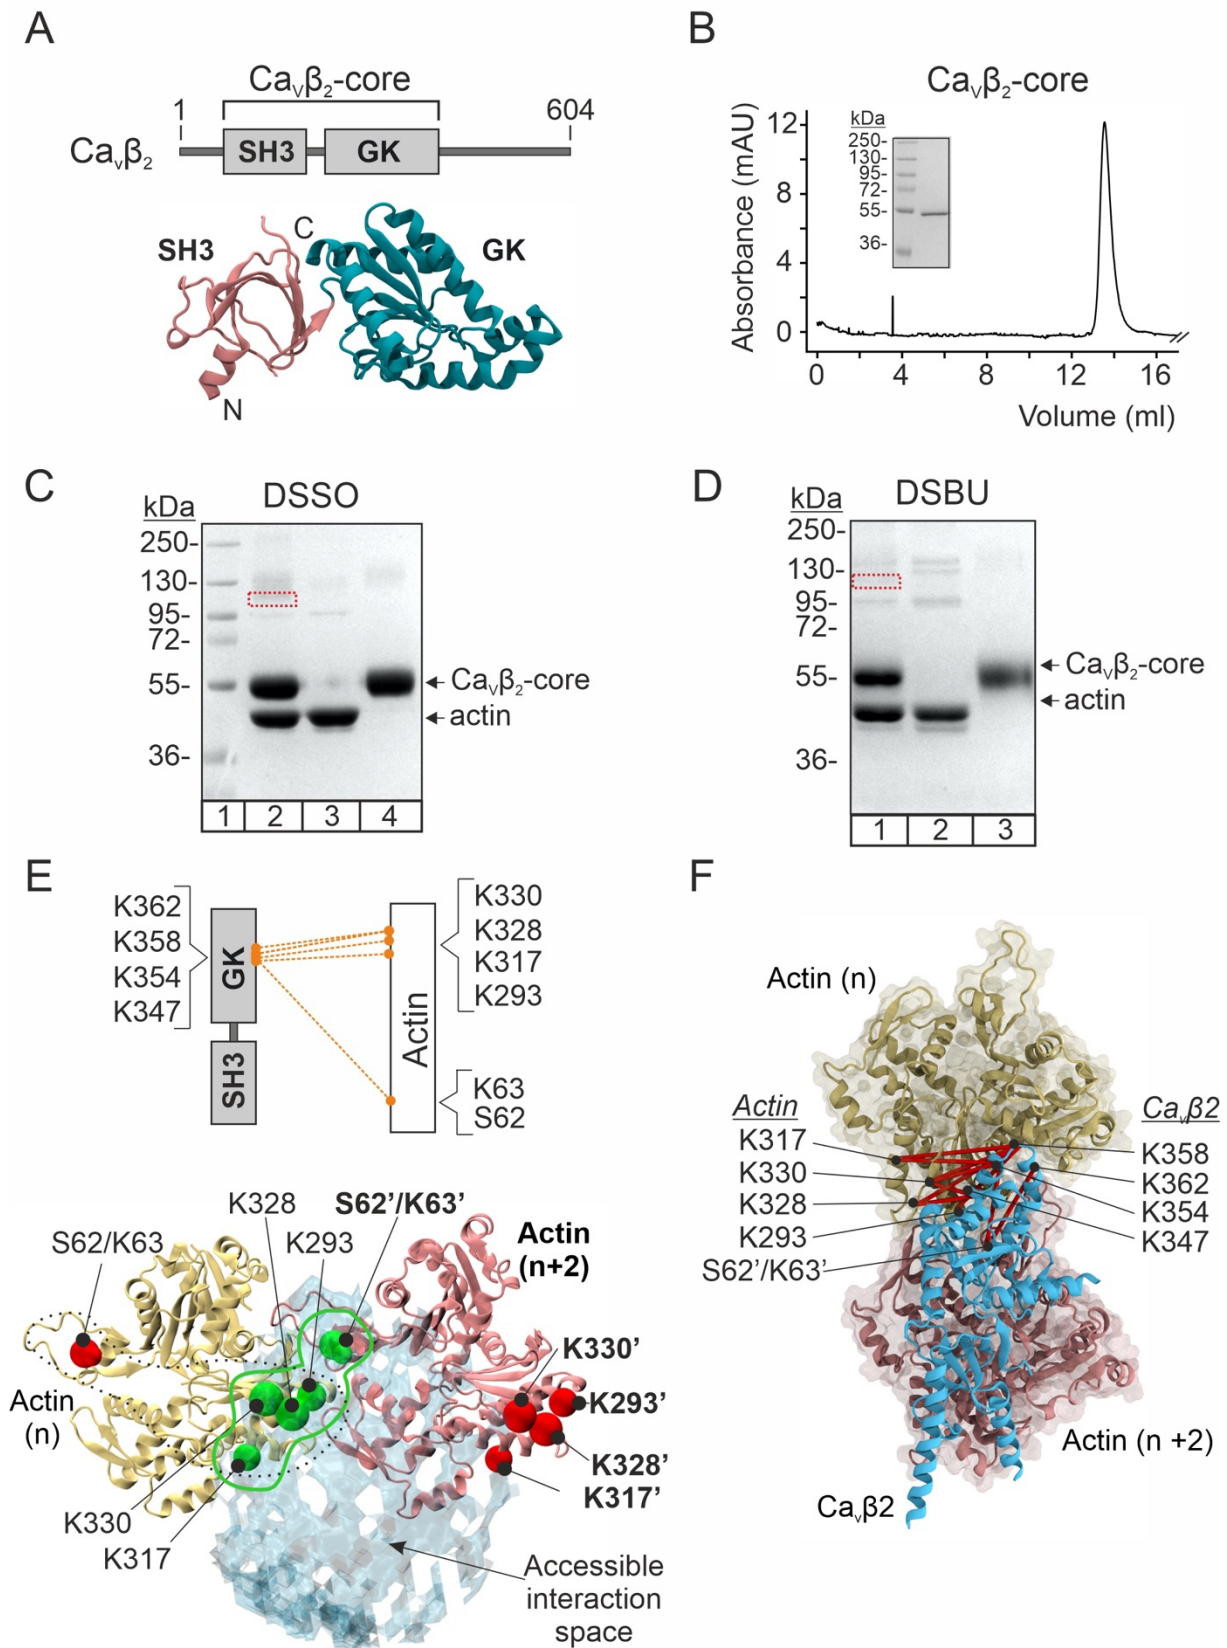 A
Caᵥβ₂-core
1
604
Caᵥβ₂
SH3
GK
SH3
C
GK
N
B
Caᵥβ₂-core
Absorbance (mAU)
12
8
4
0
kDa
250-
130-
95-
72-
55-
36-
0
4
8
12
16
Volume (ml)
C
DSSO
kDa
250-
130-
95-
72-
55-
36-
Caᵥβ₂-core
actin
1 2 3 4
D
DSBU
kDa
250-
130-
95-
72-
55-
36-
Caᵥβ₂-core
actin
1 2 3
E
K362
K358
K354
K347
GK
SH3
Actin
K330
K328
K317
K293
K63
S62
S62/K63
K328
K293
S62'/K63'
Actin
(n+2)
Actin
(n)
K330'
K293'
K328'
K317'
K330
K317
Accessible
interaction
space
F
Actin (n)
Actin
K317
K330
K328
K293
S62'/K63'
Caᵥβ2
K358
K362
K354
K347
Actin (n +2)
Caᵥβ2